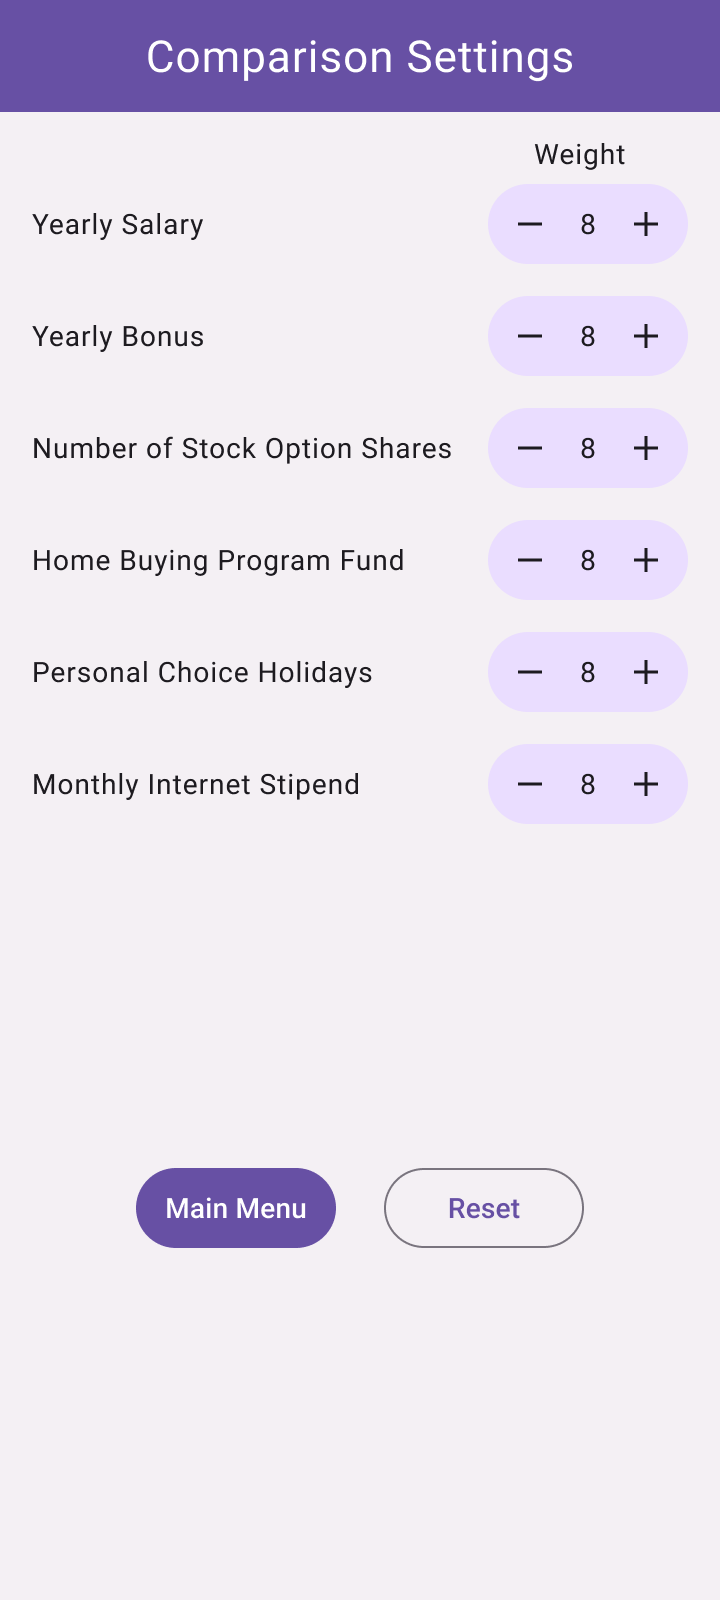 Comparison Settings
Weight
Yearly Salary − 8 +
Yearly Bonus − 8 +
Number of Stock Option Shares − 8 +
Home Buying Program Fund − 8 +
Personal Choice Holidays − 8 +
Monthly Internet Stipend − 8 +
Main Menu Reset